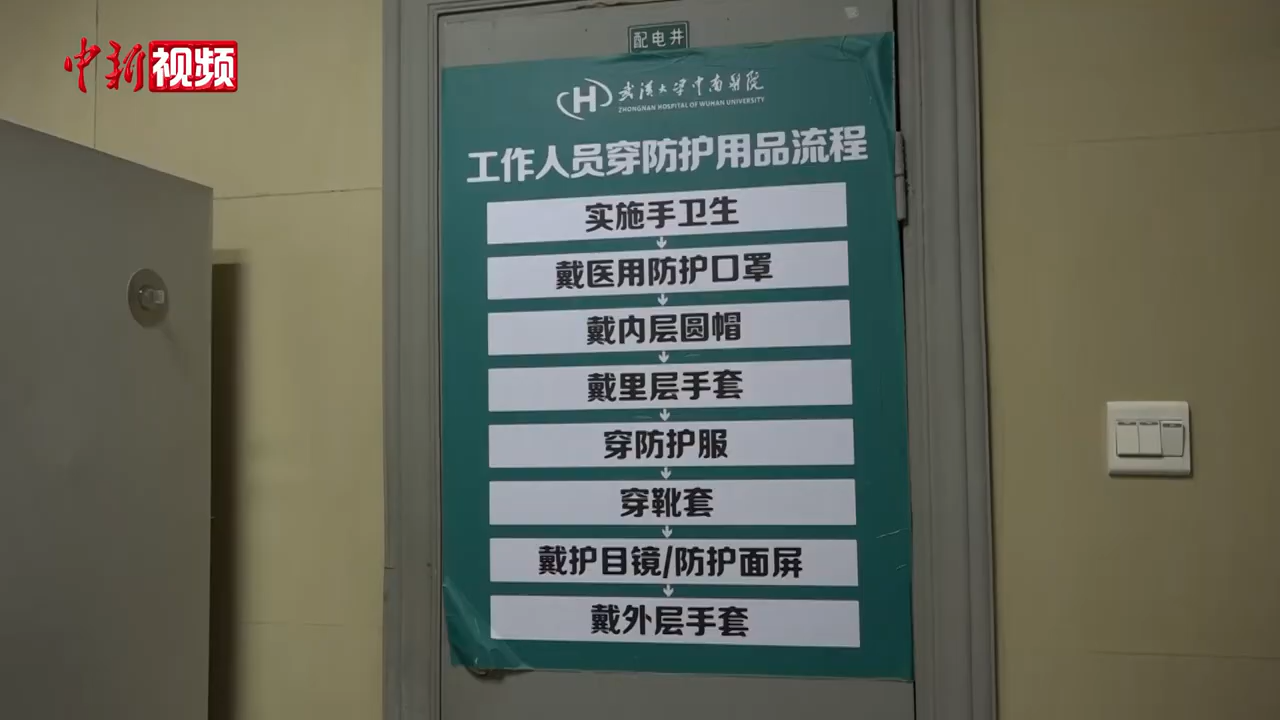 中新视频
配电井
武汉大学中南医院
ZHONGNAN HOSPITAL OF WUHAN UNIVERSITY
工作人员穿防护用品流程
实施手卫生
戴医用防护口罩
戴内层圆帽
戴里层手套
穿防护服
穿靴套
戴护目镜/防护面屏
戴外层手套